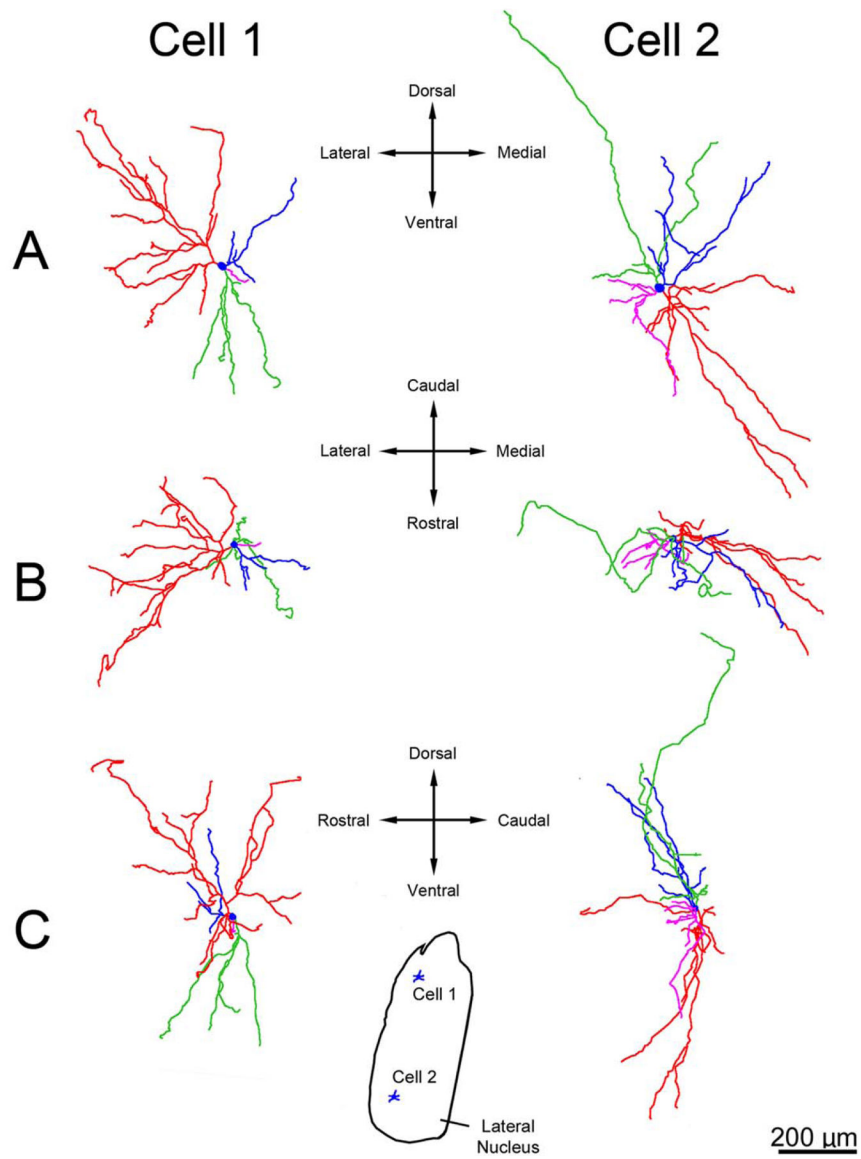 Cell 1
Cell 2
Dorsal
Lateral
Medial
Ventral
A
Caudal
Lateral
Medial
Rostral
B
Dorsal
Rostral
Caudal
Ventral
C
Cell 1
Cell 2
Lateral
Nucleus
200 μm